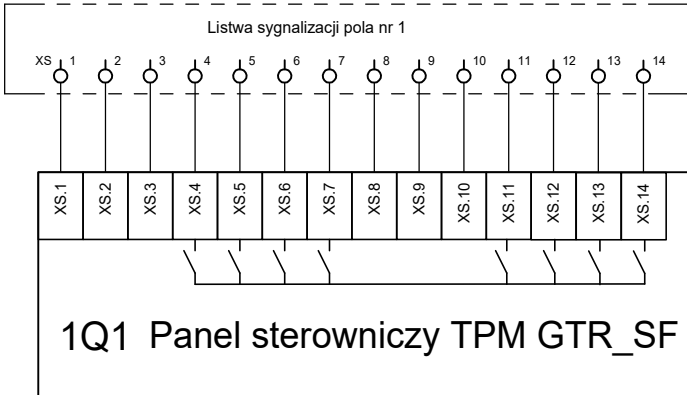 Listwa sygnalizacji pola nr 1
XS 1 2 3 4 5 6 7 8 9 10 11 12 13 14
XS.1 XS.2 XS.3 XS.4 XS.5 XS.6 XS.7 XS.8 XS.9 XS.10 XS.11 XS.12 XS.13 XS.14
1Q1 Panel sterowniczy TPM GTR_SF